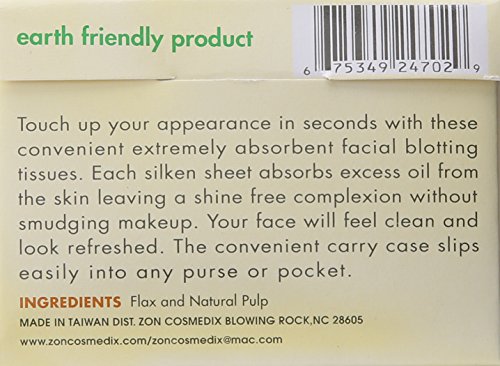 earth friendly product
6 75349 24702 9
Touch up your appearance in seconds with these
convenient extremely absorbent facial blotting
tissues. Each silken sheet absorbs excess oil from
the skin leaving a shine free complexion without
smudging makeup. Your face will feel clean and
look refreshed. The convenient carry case slips
easily into any purse or pocket.
INGREDIENTS Flax and Natural Pulp
MADE IN TAIWAN DIST. ZON COSMEDIX BLOWING ROCK,NC 28605
www.zoncosmedix.com/zoncosmedix@mac.com